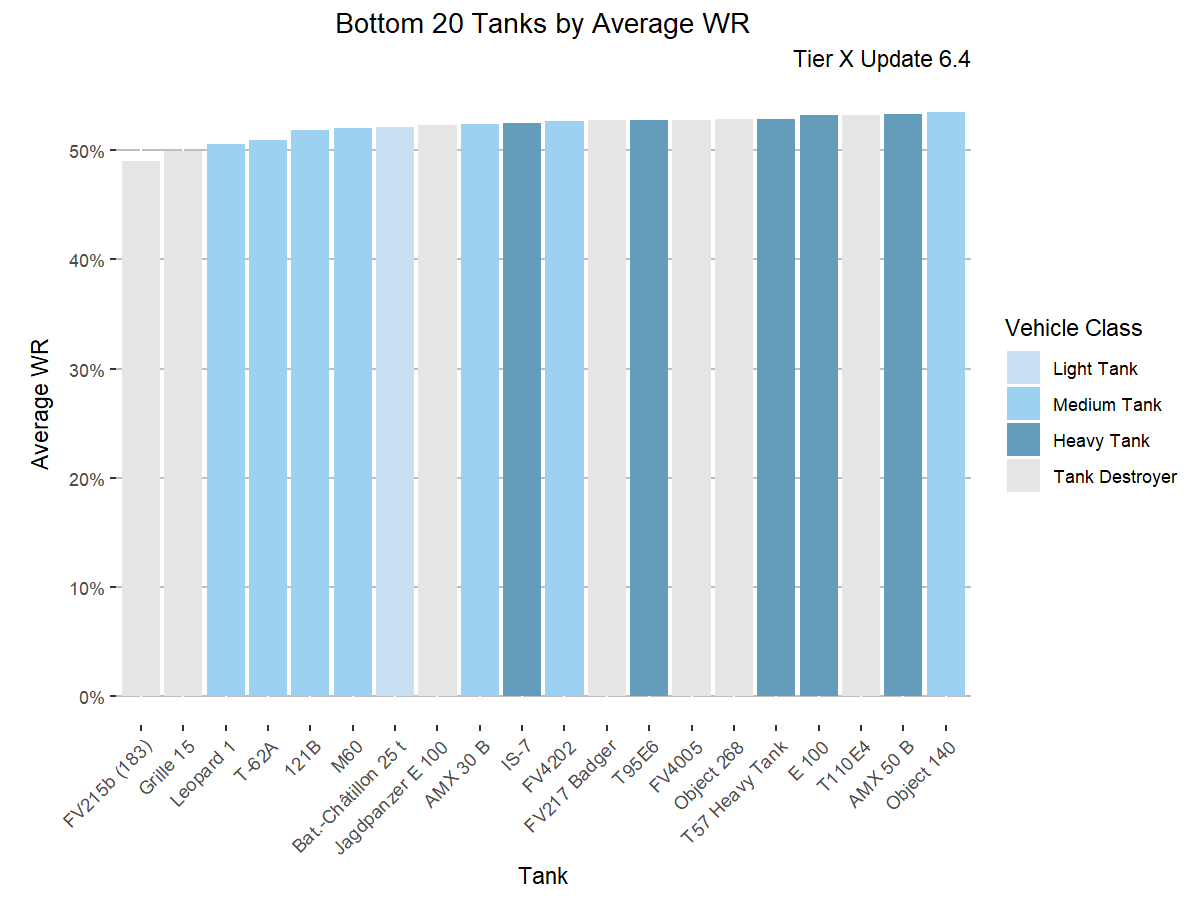 Bottom 20 Tanks by Average WR
Tier X Update 6.4
Average WR
50%
40%
30%
20%
10%
0%
FV215b (183)
Grille 15
Leopard 1
T-62A
121B
M60
Bat.-Châtillon 25 t
Jagdpanzer E 100
AMX 30 B
IS-7
FV4202
FV217 Badger
T95E6
FV4005
Object 268
T57 Heavy Tank
E 100
T110E4
AMX 50 B
Object 140
Tank
Vehicle Class
Light Tank
Medium Tank
Heavy Tank
Tank Destroyer